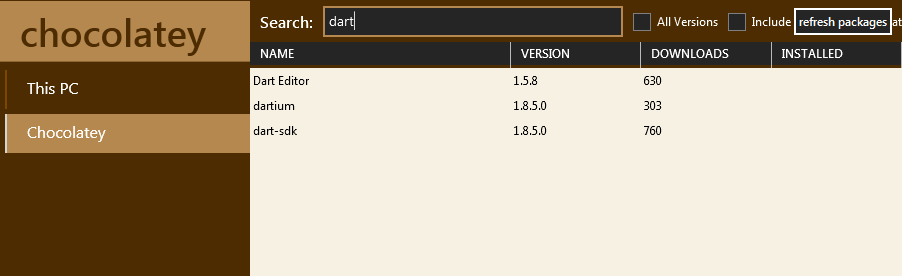 chocolatey
Search: dart All Versions Include refresh packages at
NAME VERSION DOWNLOADS INSTALLED
This PC
Chocolatey
Dart Editor 1.5.8 630
dartium 1.8.5.0 303
dart-sdk 1.8.5.0 760